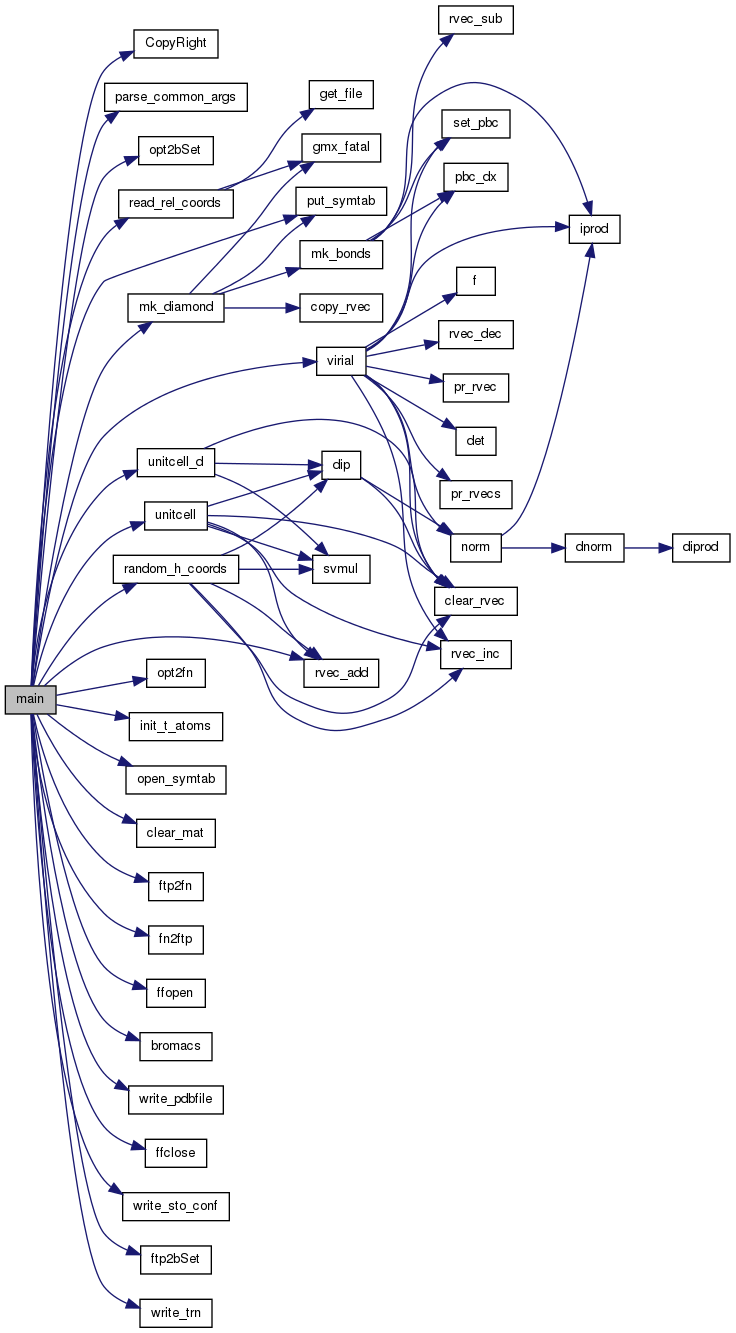 rvec_sub
CopyRight
parse_common_args
get_file
set_pbc
opt2bSet
gmx_fatal
pbc_dx
read_rel_coords
put_symtab
iprod
mk_bonds
f
mk_diamond
copy_rvec
rvec_dec
virial
pr_rvec
det
unitcell_d
dip
pr_rvecs
unitcell
norm
dnorm
diprod
random_h_coords
svmul
clear_rvec
rvec_inc
opt2fn
rvec_add
main
init_t_atoms
open_symtab
clear_mat
ftp2fn
fn2ftp
ffopen
bromacs
write_pdbfile
ffclose
write_sto_conf
ftp2bSet
write_trn